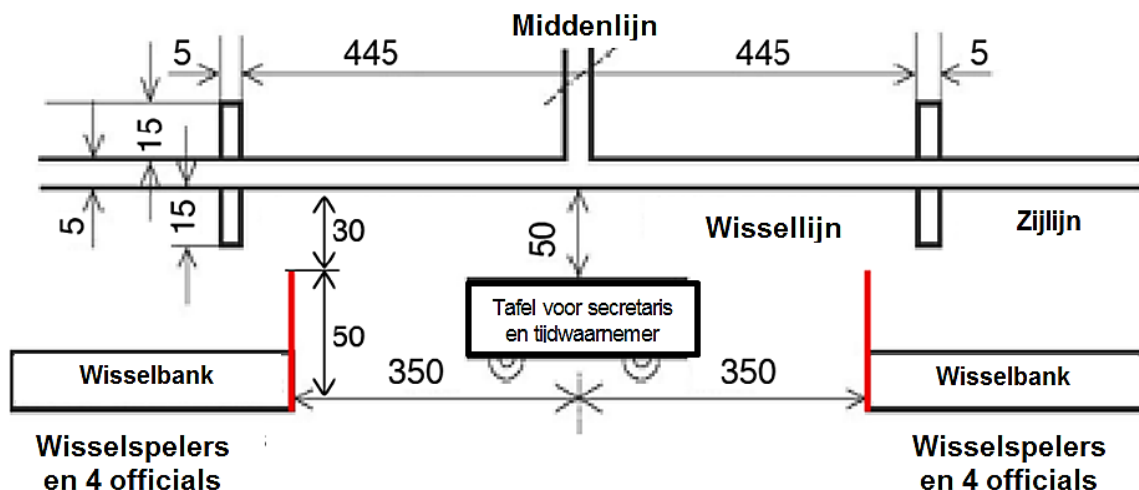 Middenlijn
5
445
445
5
15
5
15
30
50
Wissellijn
Zijlijn
50
Tafel voor secretaris
en tijdwaarnemer
Wisselbank
350
350
Wisselbank
Wisselspelers
en 4 officials
Wisselspelers
en 4 officials